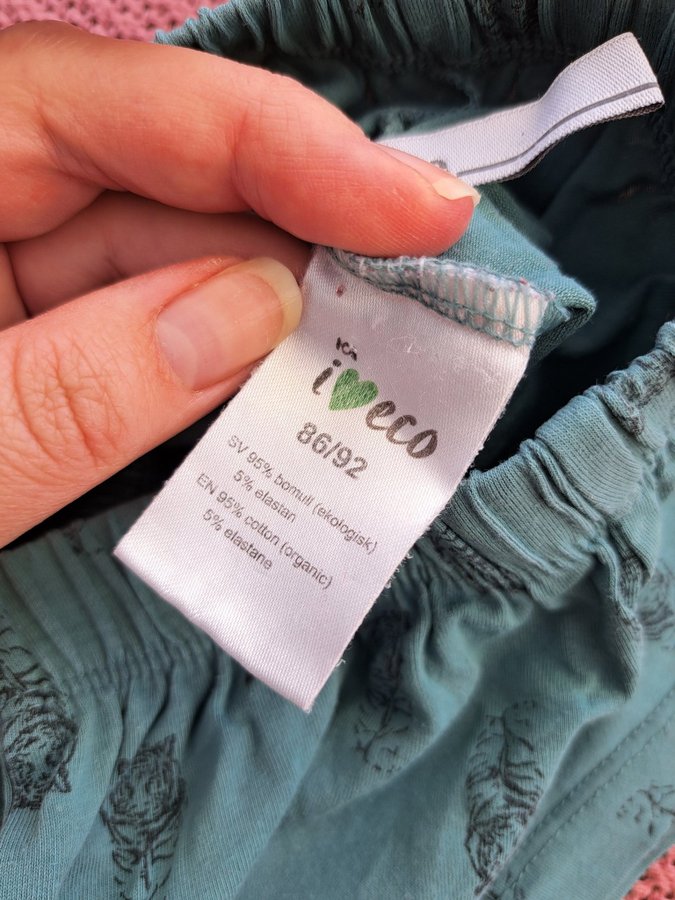 ICA
i eco
86/92
SV 95% bomull (ekologisk)
5% elastan
EN 95% cotton (organic)
5% elastane